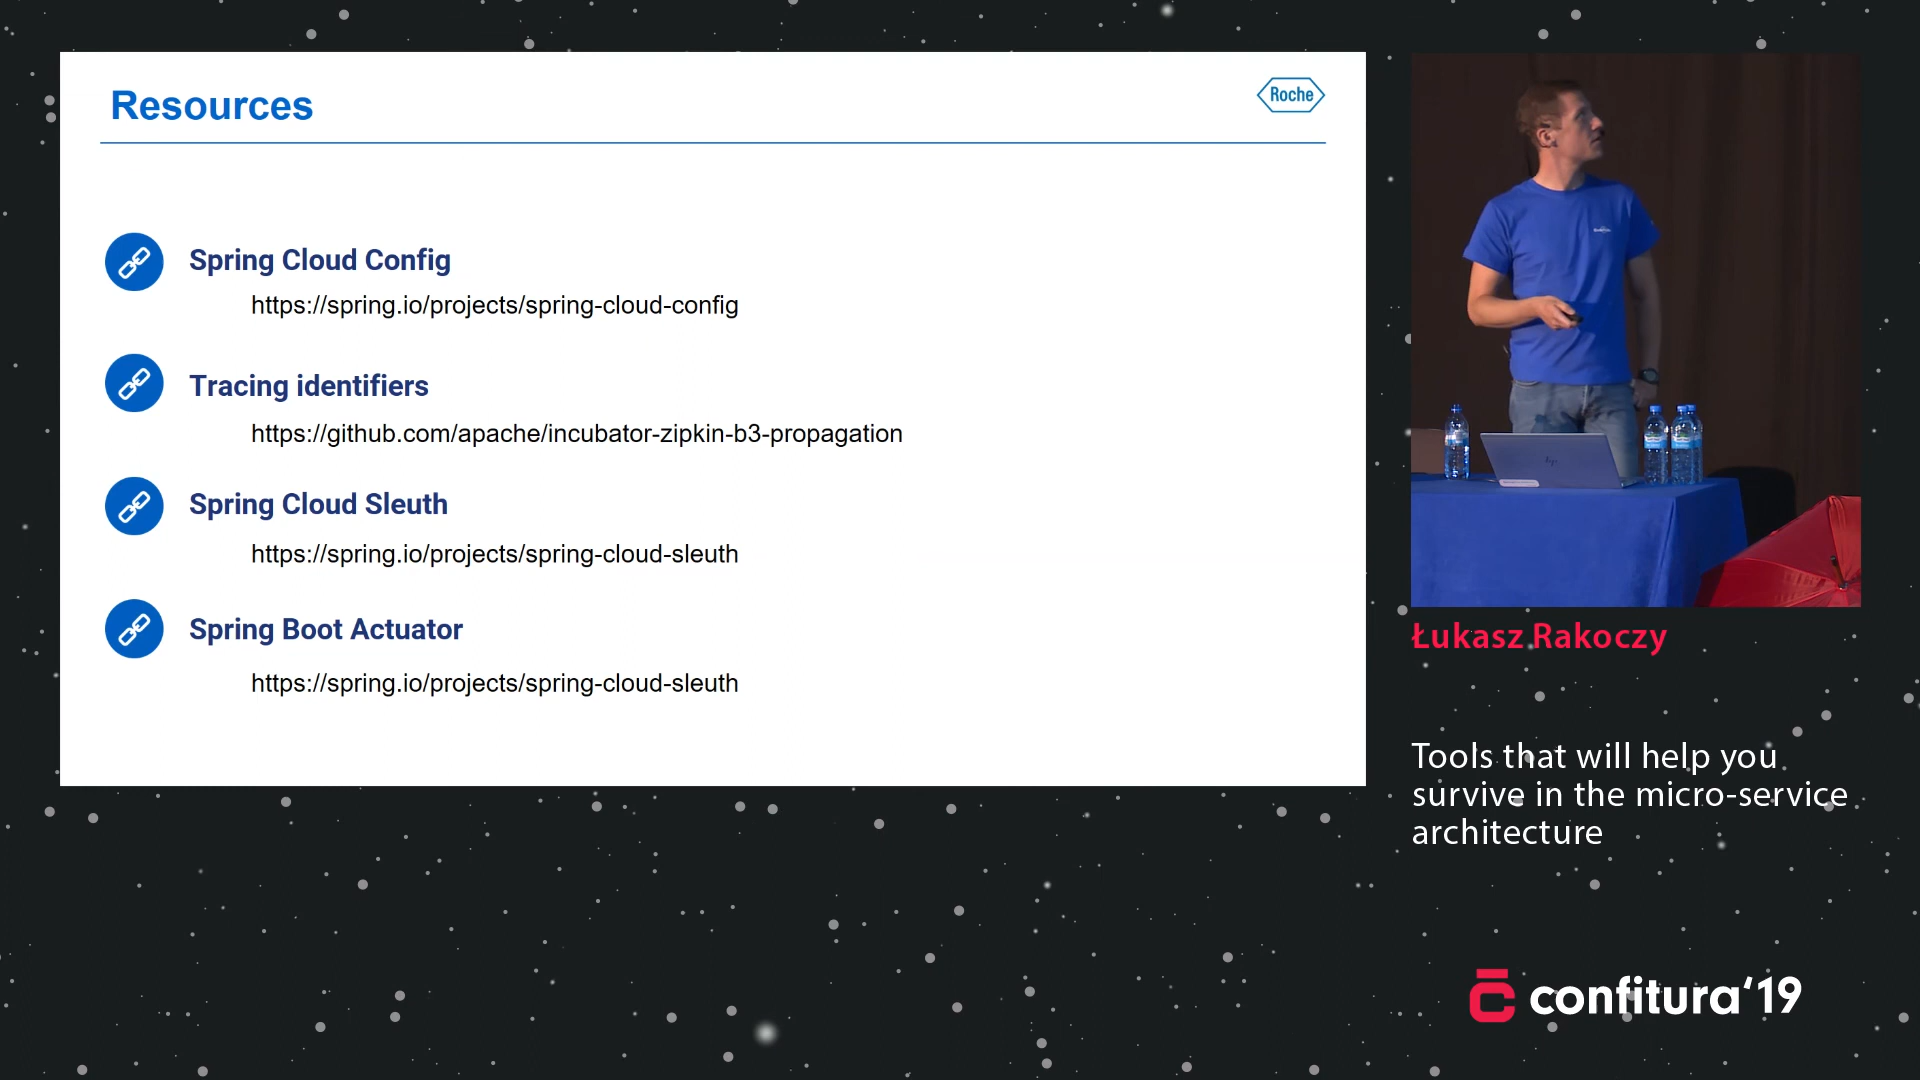 Resources
Roche
Spring Cloud Config
https://spring.io/projects/spring-cloud-config
Tracing identifiers
https://github.com/apache/incubator-zipkin-b3-propagation
Spring Cloud Sleuth
https://spring.io/projects/spring-cloud-sleuth
Spring Boot Actuator
https://spring.io/projects/spring-cloud-sleuth
Łukasz Rakoczy
Tools that will help you
survive in the micro-service
architecture
confitura‘19